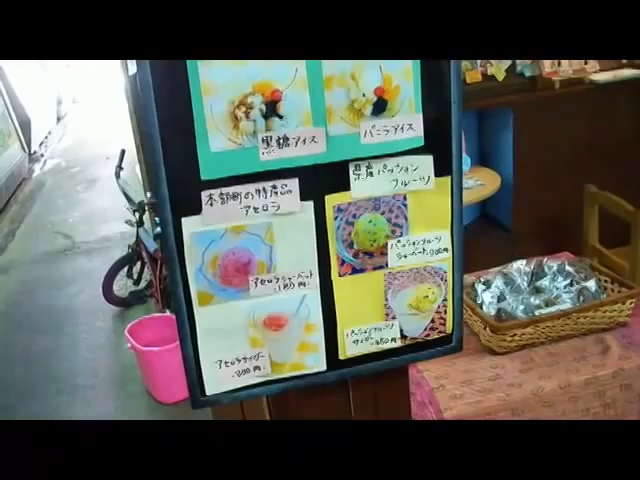 黒糖アイス
バニラアイス
本部町の特産品
アセロラ
県産パッション
フルーツ
アセロラシャーベット
パッションフルーツ
シャーベット
アセロラサイダー
300円
パッションフルーツ
サイダー